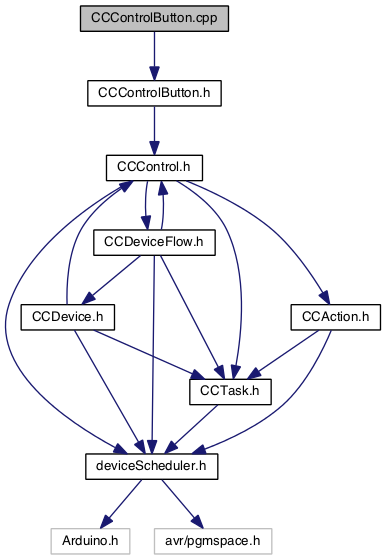 CCControlButton.cpp
CCControlButton.h
CCControl.h
CCDeviceFlow.h
CCDevice.h
CCAction.h
CCTask.h
deviceScheduler.h
Arduino.h
avr/pgmspace.h